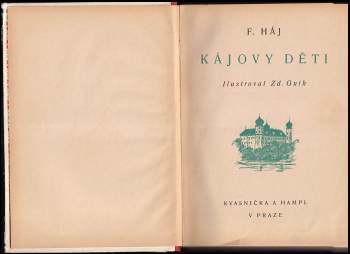 F. HÁJ
KÁJOVY DĚTI
Ilustroval Zd. Guth
KVASNIČKA A HAMPL
V PRAZE